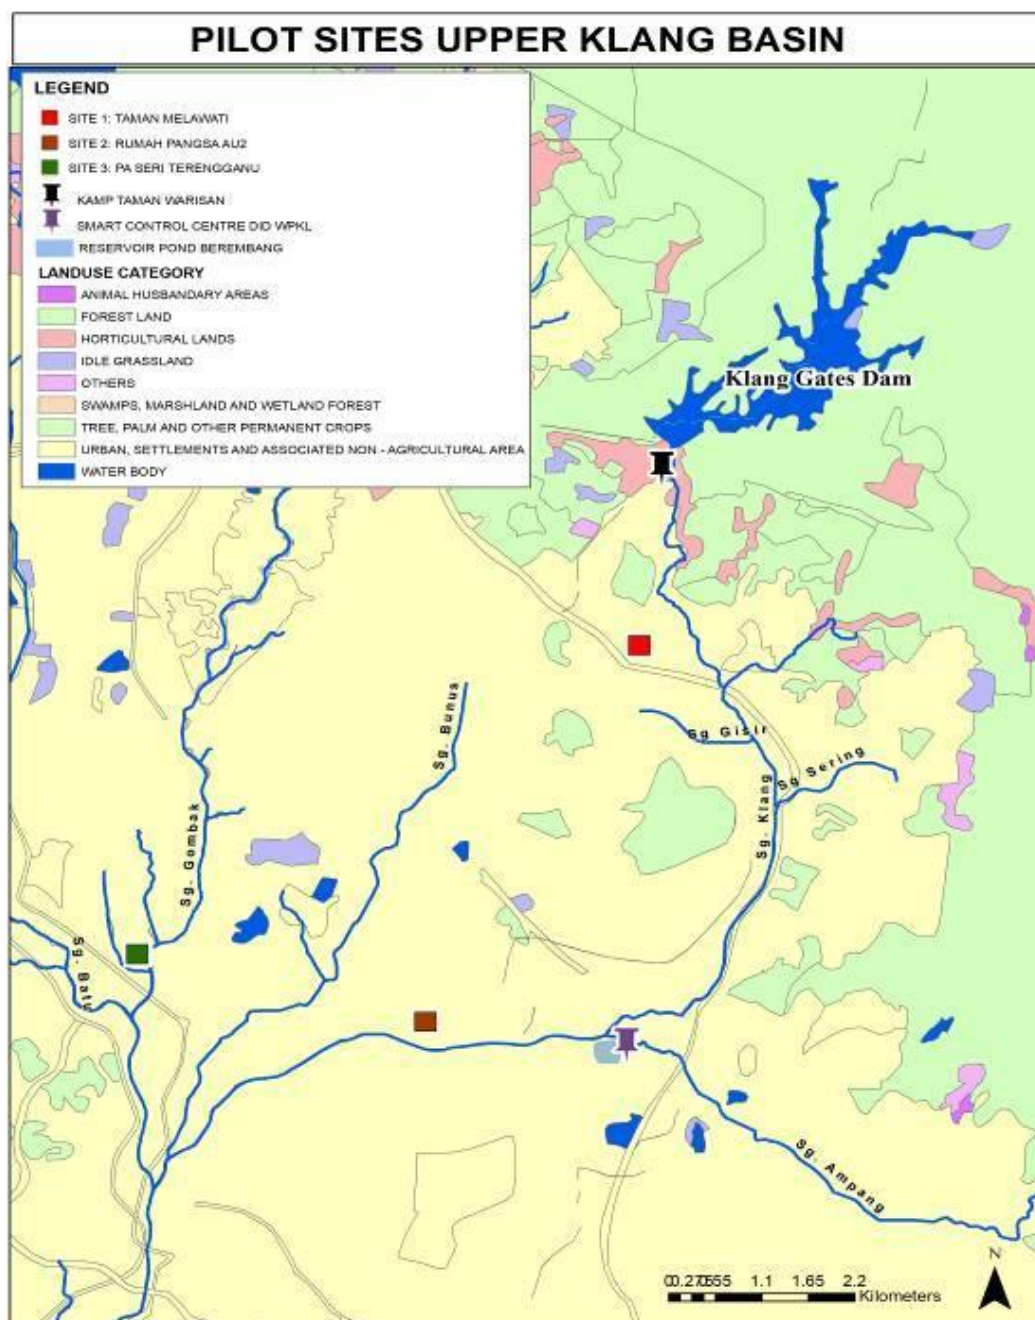 PILOT SITES UPPER KLANG BASIN
LEGEND
SITE 1: TAMAN MELAWATI
SITE 2: RUMAH PANGSA AU2
SITE 3: PA SERI TERENGGANU
KAMP TAMAN WARISAN
SMART CONTROL CENTRE DID WPKL
RESERVOIR POND BEREMBANG
LANDUSE CATEGORY
ANIMAL HUSBANDARY AREAS
FOREST LAND
HORTICULTURAL LANDS
IDLE GRASSLAND
OTHERS
SWAMPS, MARSHLAND AND WETLAND FOREST
TREE, PALM AND OTHER PERMANENT CROPS
URBAN, SETTLEMENTS AND ASSOCIATED NON - AGRICULTURAL AREA
WATER BODY
Klang Gates Dam
Sg. Bunus
Sg Gisir
Sg Sering
Sg. Klang
Sg. Gombak
Sg. Batu
Sg. Ampang
N
1.1 1.65 2.2
Kilometers